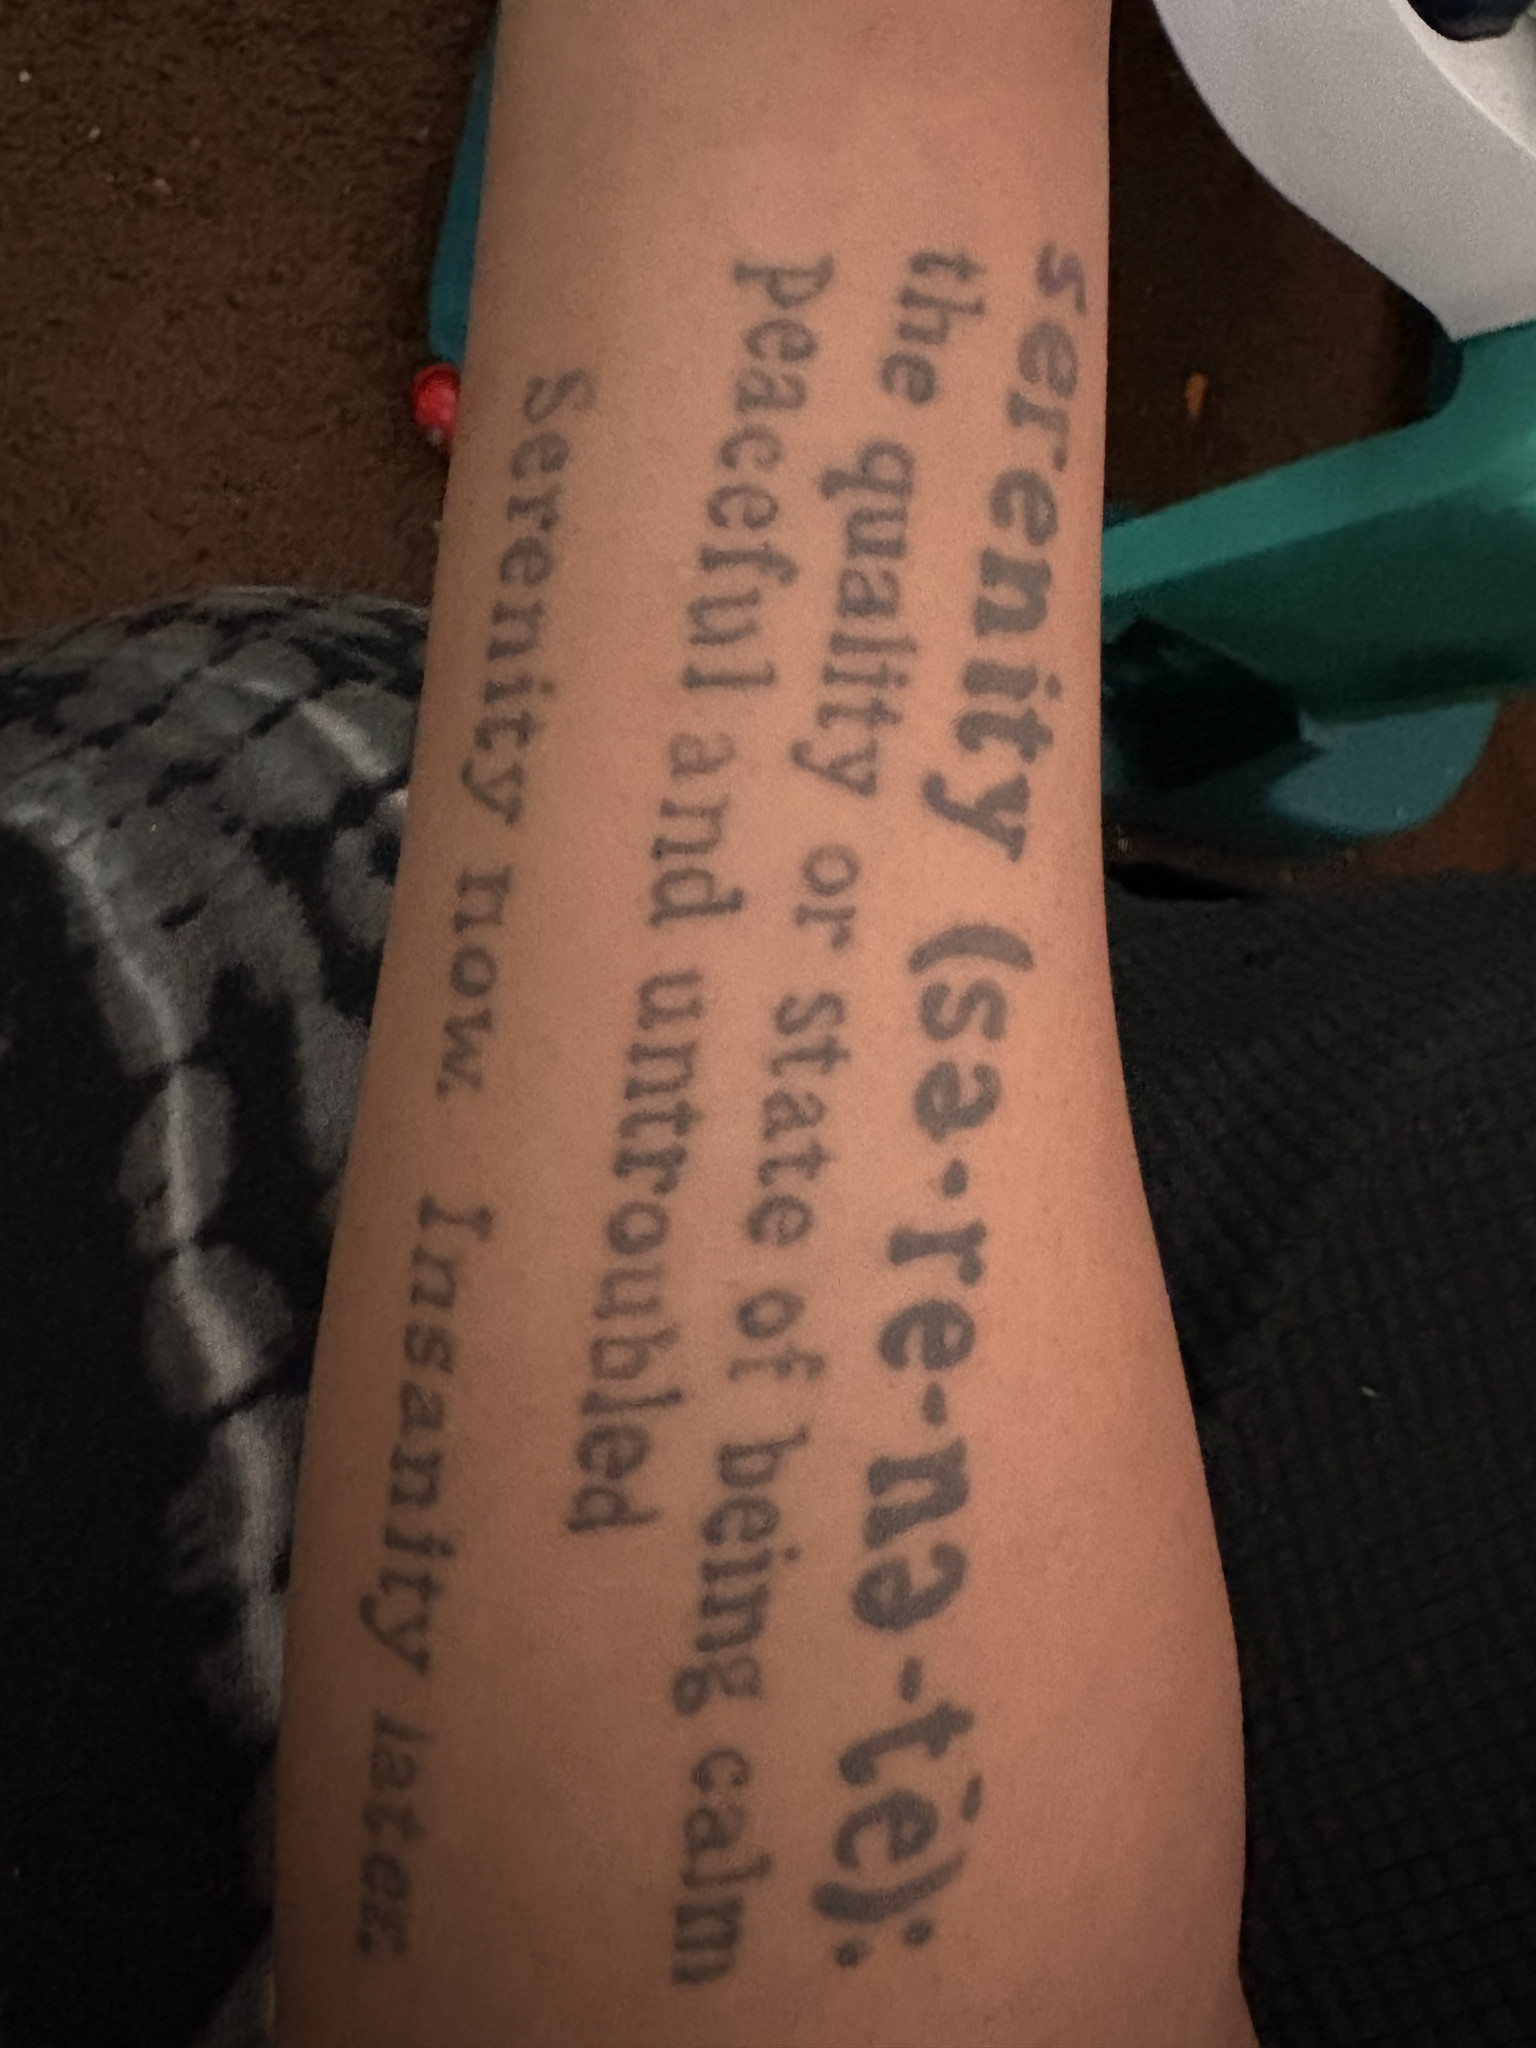 serenity (sə·re-nə-tē):
the quality or state of being calm
peaceful and untroubled
Serenity now. Insanity later.